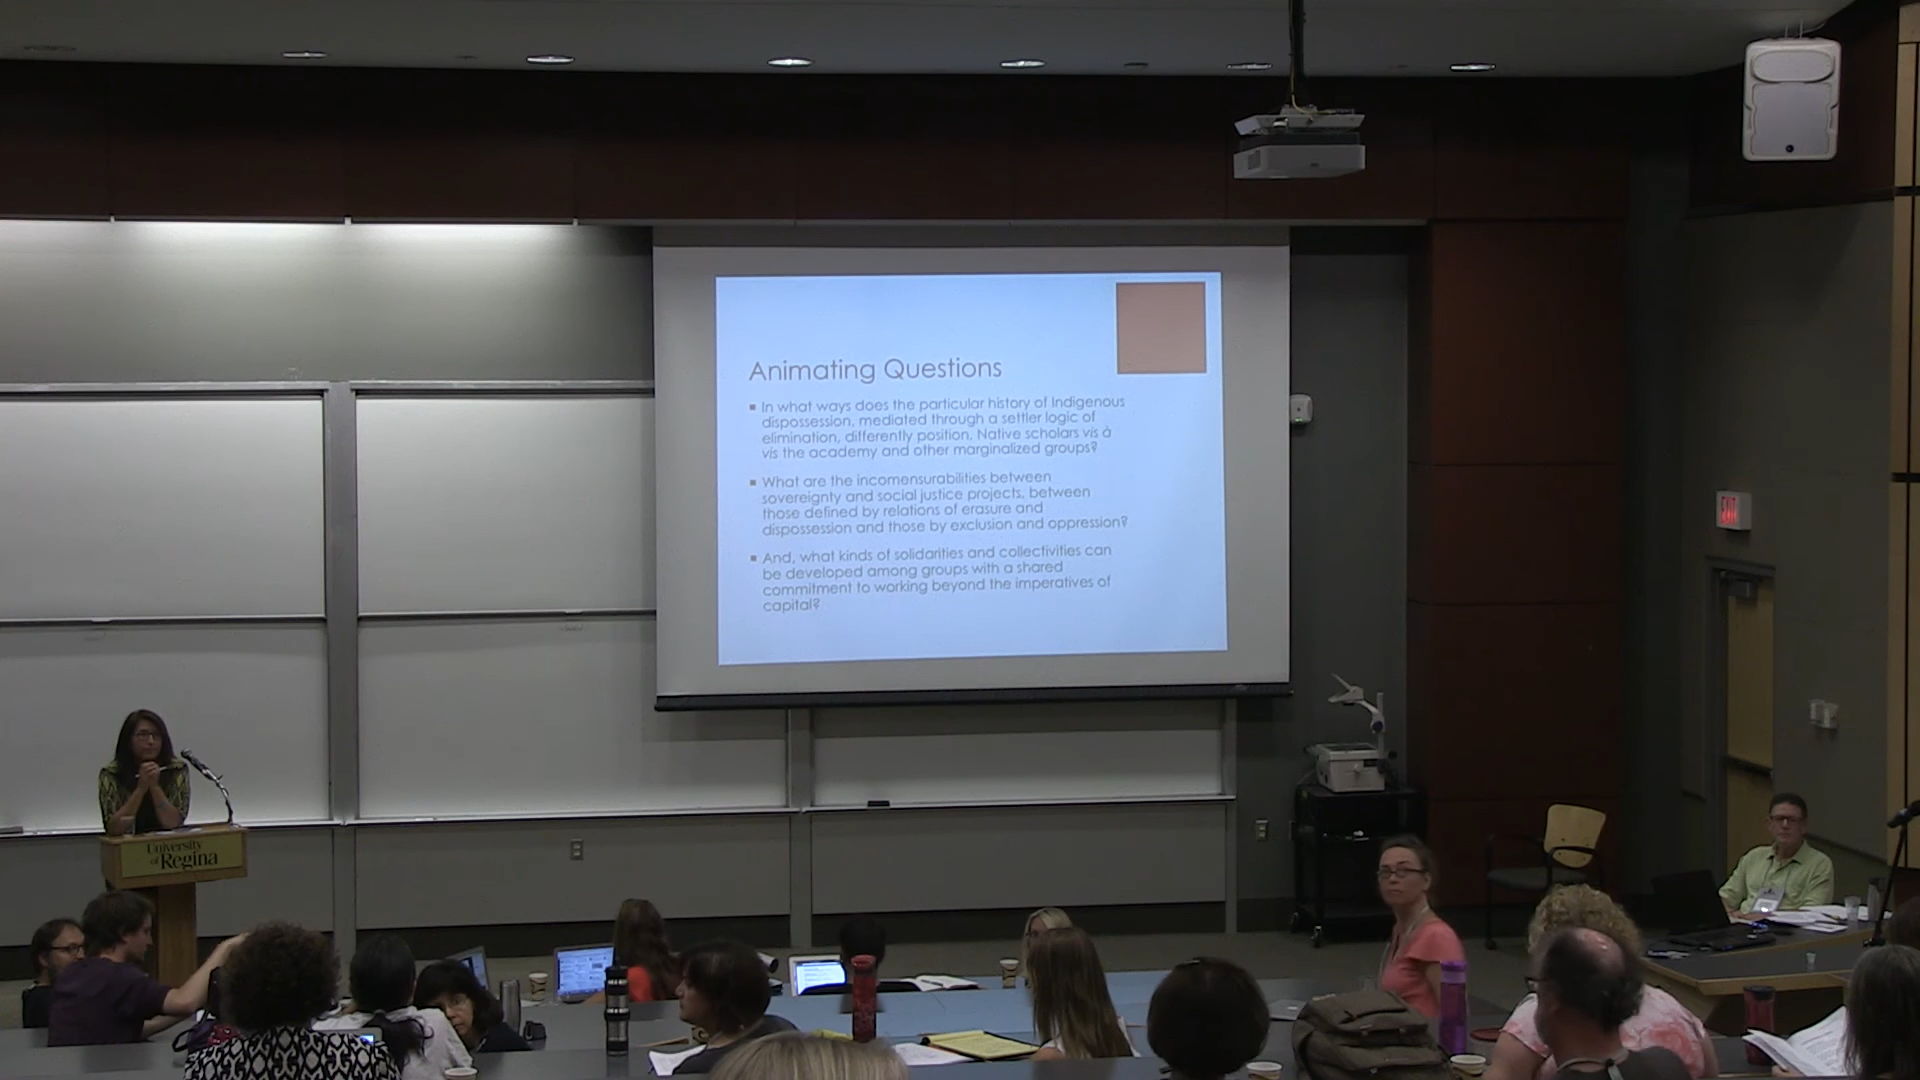 Animating Questions
In what ways does the particular history of Indigenous
dispossession, mediated through a settler logic of
elimination, differently position, Native scholars vis à
vis the academy and other marginalized groups?
What are the incomensurabilities between
sovereignty and social justice projects, between
those defined by relations of erasure and
dispossession and those by exclusion and oppression?
And, what kinds of solidarities and collectivities can
be developed among groups with a shared
commitment to working beyond the imperatives of
capital?
EXIT
University
of Regina